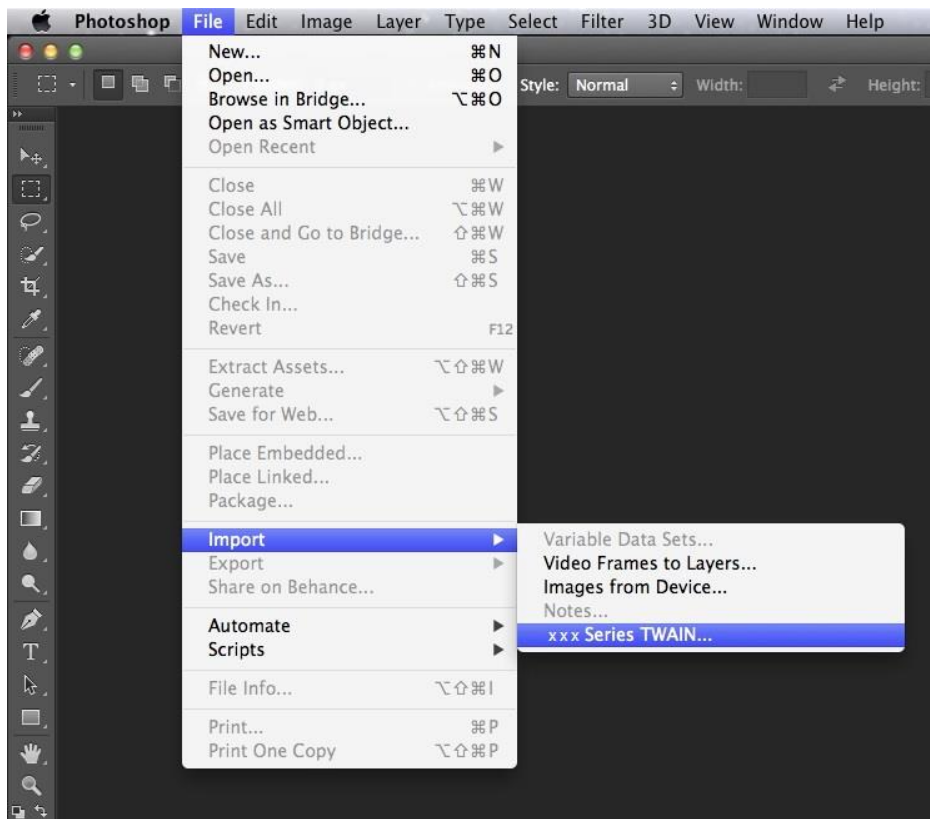 Photoshop File Edit Image Layer Type Select Filter 3D View Window Help
Style: Normal Width: Height:
New... ⌘N
Open... ⌘O
Browse in Bridge... ⌥⌘O
Open as Smart Object...
Open Recent ▶
Close ⌘W
Close All ⌥⌘W
Close and Go to Bridge... ⇧⌘W
Save ⌘S
Save As... ⇧⌘S
Check In...
Revert F12
Extract Assets... ⌥⇧⌘W
Generate ▶
Save for Web... ⌥⇧⌘S
Place Embedded...
Place Linked...
Package...
Import ▶
Export ▶
Share on Behance...
Automate ▶
Scripts ▶
File Info... ⌥⇧⌘I
Print... ⌘P
Print One Copy ⌥⇧⌘P
Variable Data Sets...
Video Frames to Layers...
Images from Device...
Notes...
xxx Series TWAIN...